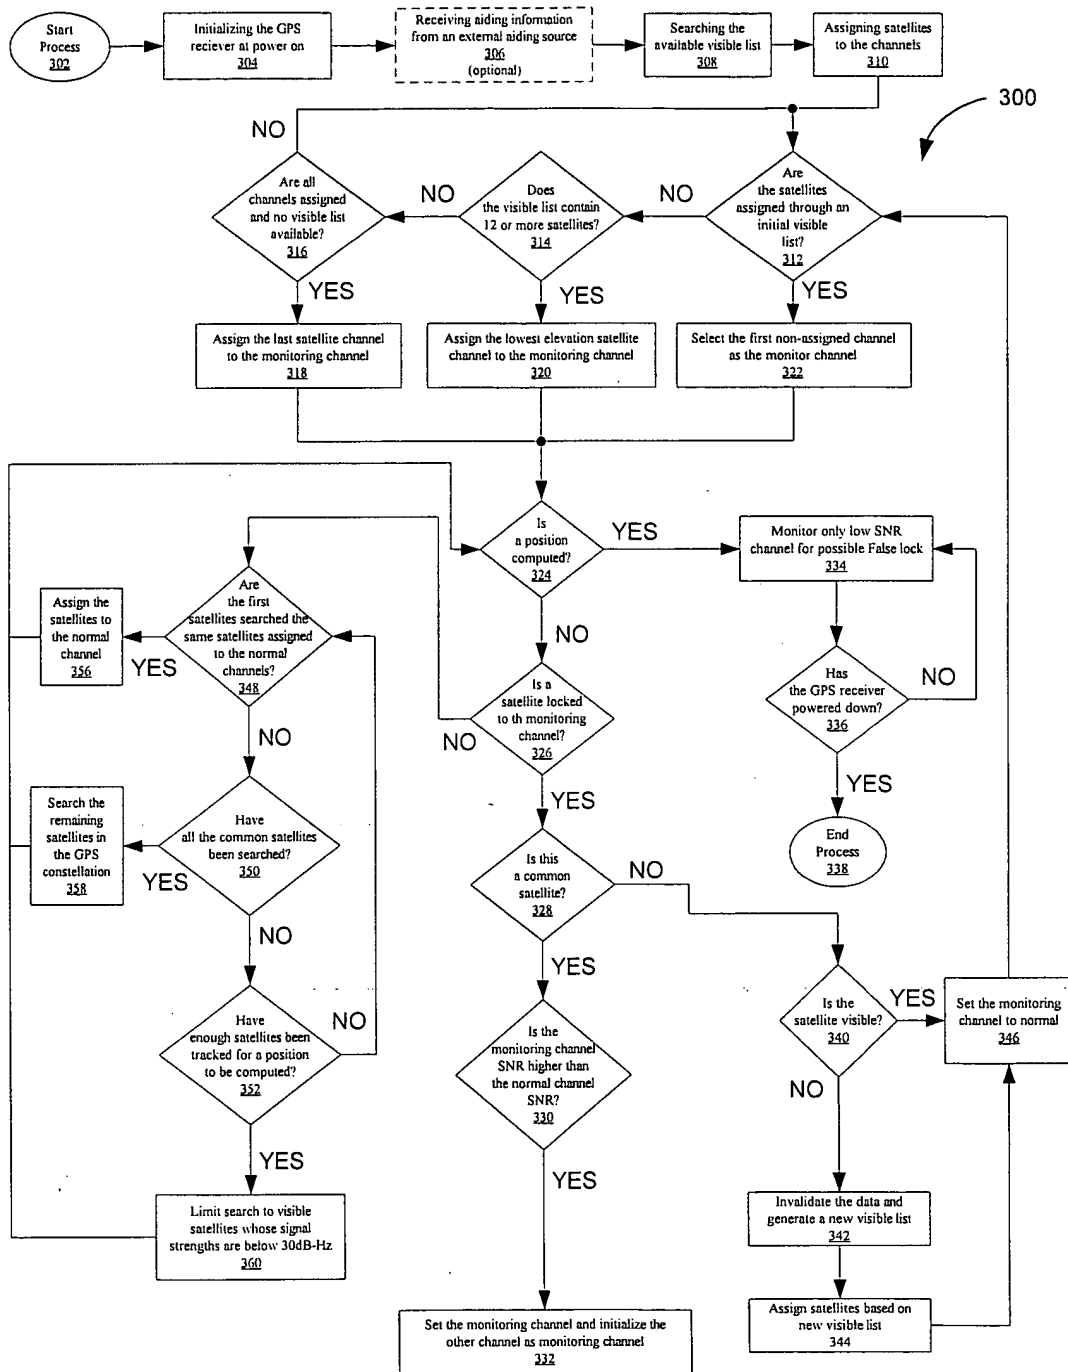 Start
Process
302
Initializing the GPS
reciever at power on
304
Receiving aiding information
from an external aiding source
306
(optional)
Searching the
available visible list
308
Assigning satellites
to the channels
310
300
NO
Are all
channels assigned
and no visible list
available?
316
NO
Does
the visible list contain
12 or more satellites?
314
NO
Are
the satellites
assigned through an
initial visible
list?
312
YES
YES
YES
Assign the last satellite channel
to the monitoring channel
318
Assign the lowest elevation satellite
channel to the monitoring channel
320
Select the first non-assigned channel
as the monitor channel
322
Is
a position
computed?
324
YES
Monitor only low SNR
channel for possible False lock
334
Assign the
satellites to
the normal
channel
356
YES
Are
the first
satellites searched the
same satellites assigned
to the normal
channels?
348
NO
NO
Is a
satellite locked
to th monitoring
channel?
326
NO
Has
the GPS receiver
powered down?
336
NO
YES
YES
End
Process
338
Search the
remaining
satellites in
the GPS
constellation
358
YES
Have
all the common satellites
been searched?
350
NO
Is this
a common
satellite?
328
NO
YES
Have
enough satellites been
tracked for a position
to be computed?
352
NO
YES
Is the
monitoring channel
SNR higher than
the normal channel
SNR?
330
YES
Is the
satellite visible?
340
YES
Set the monitoring
channel to normal
346
NO
Limit search to visible
satellites whose signal
strengths are below 30dB-Hz
360
Invalidate the data and
generate a new visible list
342
Assign satellites based on
new visible list
344
Set the monitoring channel and initialize the
other channel as monitoring channel
332